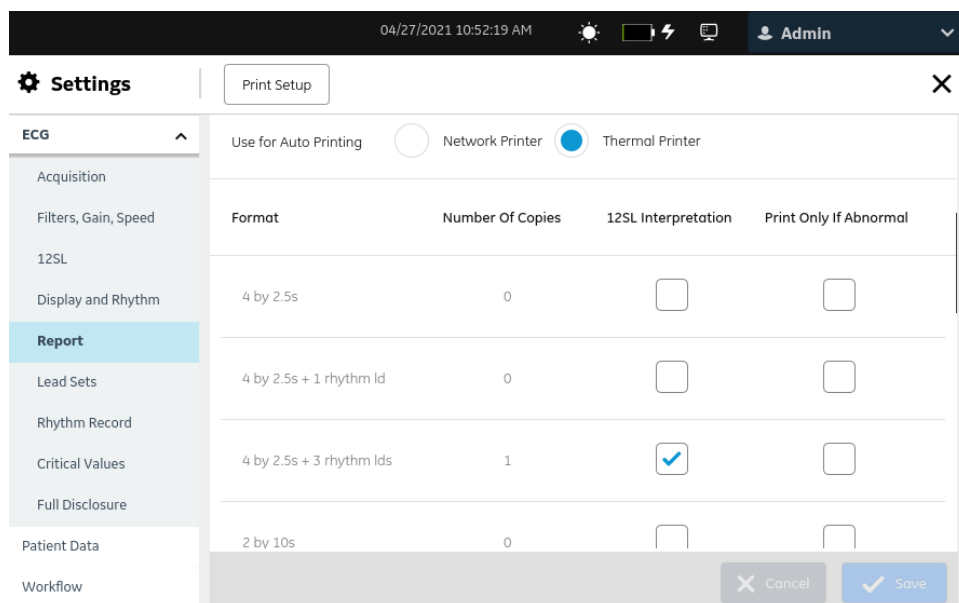 04/27/2021 10:52:19 AM
Admin
Settings
Print Setup
ECG
Acquisition
Filters, Gain, Speed
12SL
Display and Rhythm
Report
Lead Sets
Rhythm Record
Critical Values
Full Disclosure
Patient Data
Workflow
Use for Auto Printing Network Printer Thermal Printer
Format Number Of Copies 12SL Interpretation Print Only If Abnormal
4 by 2.5s 0
4 by 2.5s + 1 rhythm ld 0
4 by 2.5s + 3 rhythm lds 1
2 by 10s 0
Cancel Save